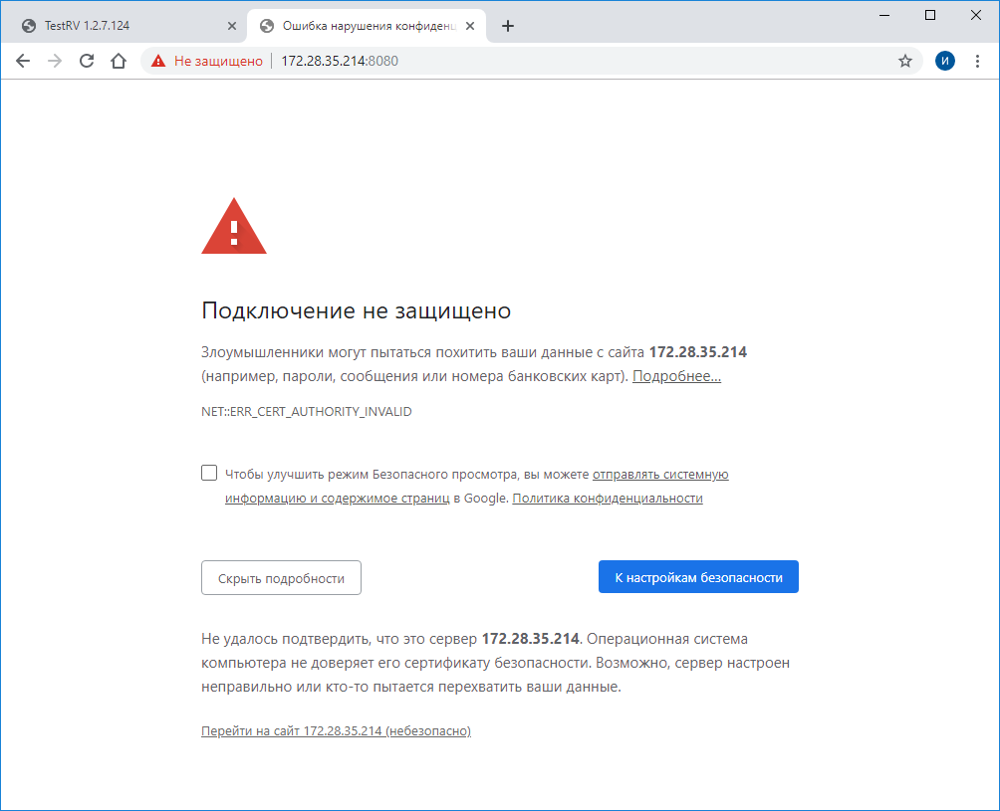 TestRV 1.2.7.124
Ошибка нарушения конфиденц
Не защищено
172.28.35.214:8080
И
Подключение не защищено
Злоумышленники могут пытаться похитить ваши данные с сайта 172.28.35.214
(например, пароли, сообщения или номера банковских карт). Подробнее...
NET::ERR_CERT_AUTHORITY_INVALID
Чтобы улучшить режим Безопасного просмотра, вы можете отправлять системную
информацию и содержимое страниц в Google. Политика конфиденциальности
Скрыть подробности
К настройкам безопасности
Не удалось подтвердить, что это сервер 172.28.35.214. Операционная система
компьютера не доверяет его сертификату безопасности. Возможно, сервер настроен
неправильно или кто-то пытается перехватить ваши данные.
Перейти на сайт 172.28.35.214 (небезопасно)